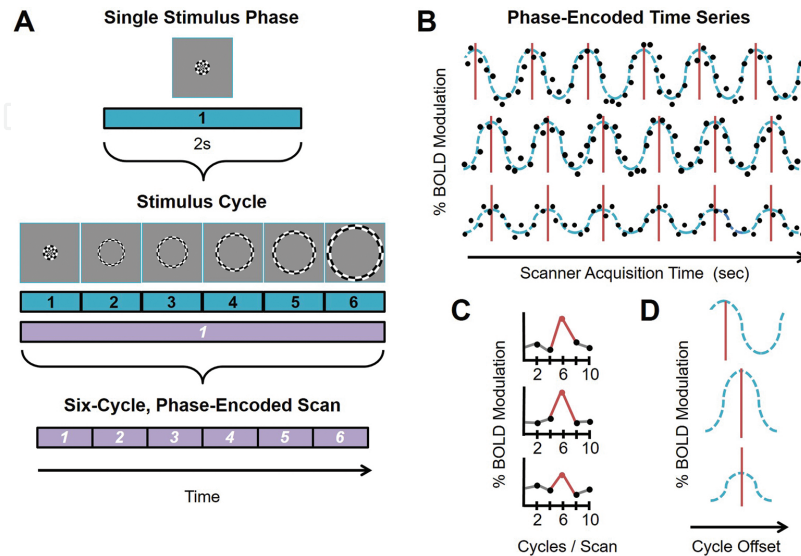 A
Single Stimulus Phase
1
2s
Stimulus Cycle
1 2 3 4 5 6
1
Six-Cycle, Phase-Encoded Scan
1 2 3 4 5 6
Time
B
Phase-Encoded Time Series
% BOLD Modulation
Scanner Acquisition Time (sec)
C
% BOLD Modulation
2 6 10
2 6 10
2 6 10
Cycles / Scan
D
% BOLD Modulation
Cycle Offset